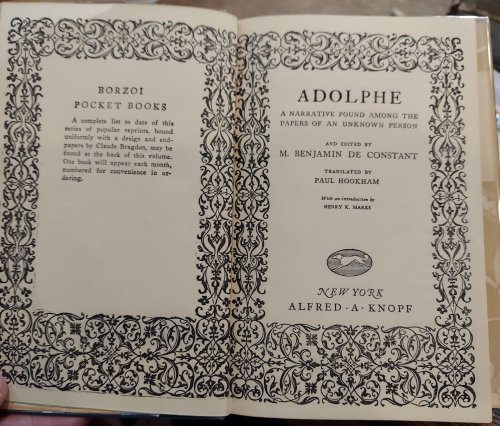 BORZOI
POCKET BOOKS
A complete list to date of this
series of popular reprints, bound
uniformly with a design and end-
papers by Claude Bragdon, may be
found at the back of this volume.
One book will appear each month,
numbered for convenience in or-
dering.
ADOLPHE
A NARRATIVE FOUND AMONG THE
PAPERS OF AN UNKNOWN PERSON
AND EDITED BY
M. BENJAMIN DE CONSTANT
TRANSLATED BY
PAUL HOOKHAM
With an introduction by
HENRY K. MARKS
NEW YORK
ALFRED · A · KNOPF